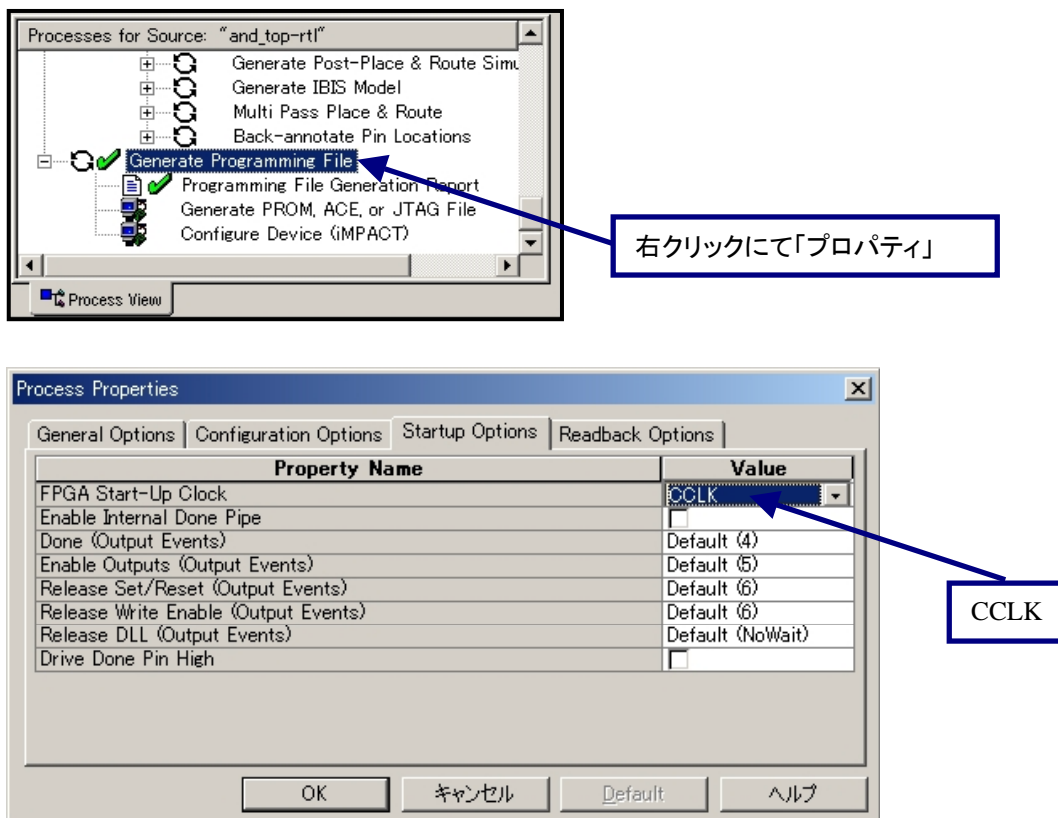 Processes for Source: "and_top-rtl"
Generate Post-Place & Route Simu
Generate IBIS Model
Multi Pass Place & Route
Back-annotate Pin Locations
Generate Programming File
Programming File Generation Report
Generate PROM, ACE, or JTAG File
Configure Device (iMPACT)
Process View
右クリックにて「プロパティ」
Process Properties
General Options Configuration Options Startup Options Readback Options
Property Name Value
FPGA Start-Up Clock CCLK
Enable Internal Done Pipe
Done (Output Events) Default (4)
Enable Outputs (Output Events) Default (5)
Release Set/Reset (Output Events) Default (6)
Release Write Enable (Output Events) Default (6)
Release DLL (Output Events) Default (NoWait)
Drive Done Pin High
CCLK
OK キャンセル Default ヘルプ